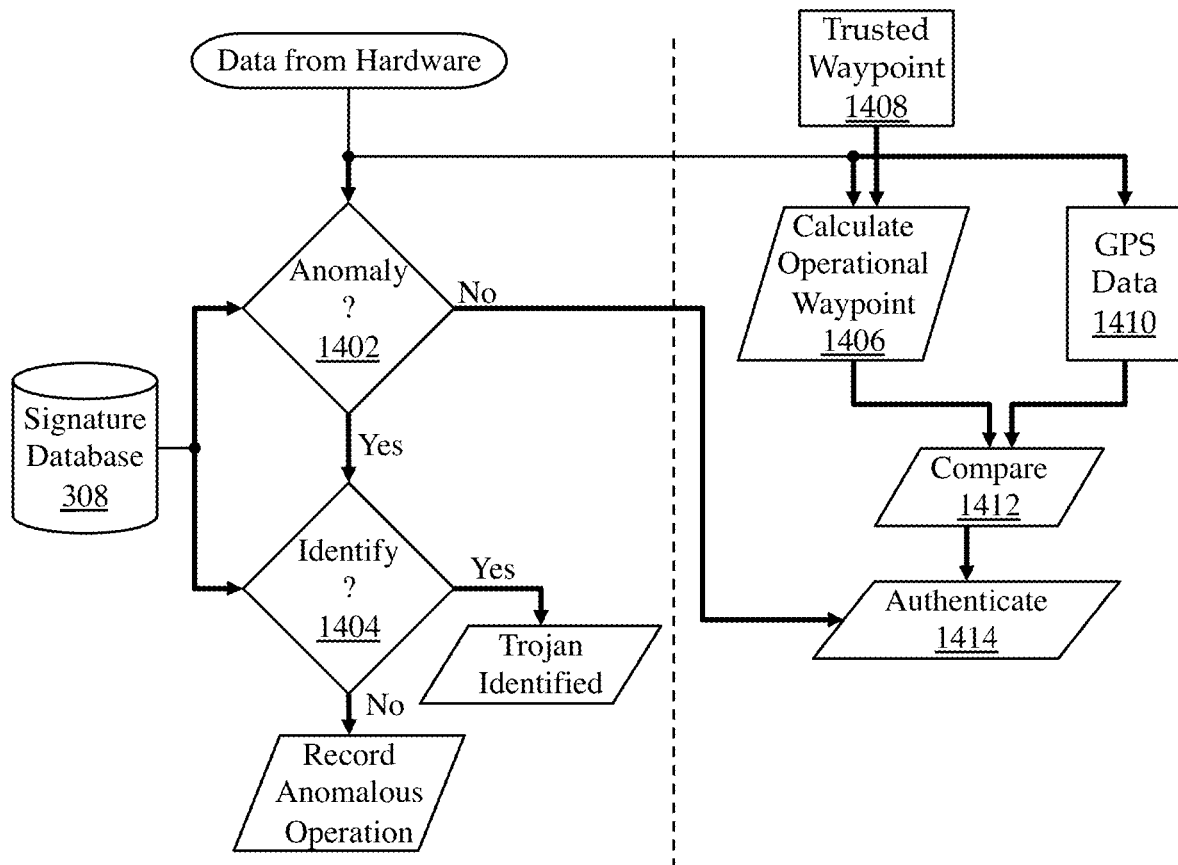 Data from Hardware
Trusted
Waypoint
1408
Anomaly
?
1402
No
Yes
Calculate
Operational
Waypoint
1406
GPS
Data
1410
Signature
Database
308
Compare
1412
Identify
?
1404
Yes
No
Authenticate
1414
Trojan
Identified
Record
Anomalous
Operation